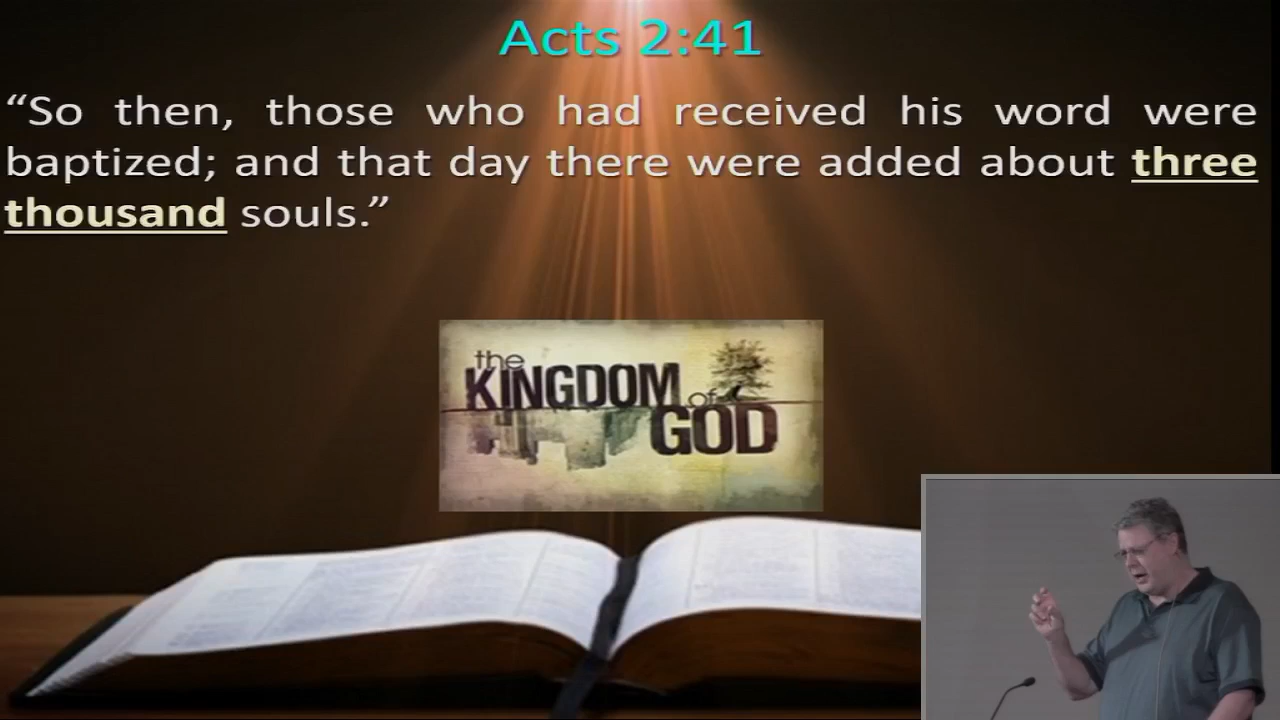 Acts 2:41
“So then, those who had received his word were
baptized; and that day there were added about three
thousand souls.”
the
KINGDOM of
GOD